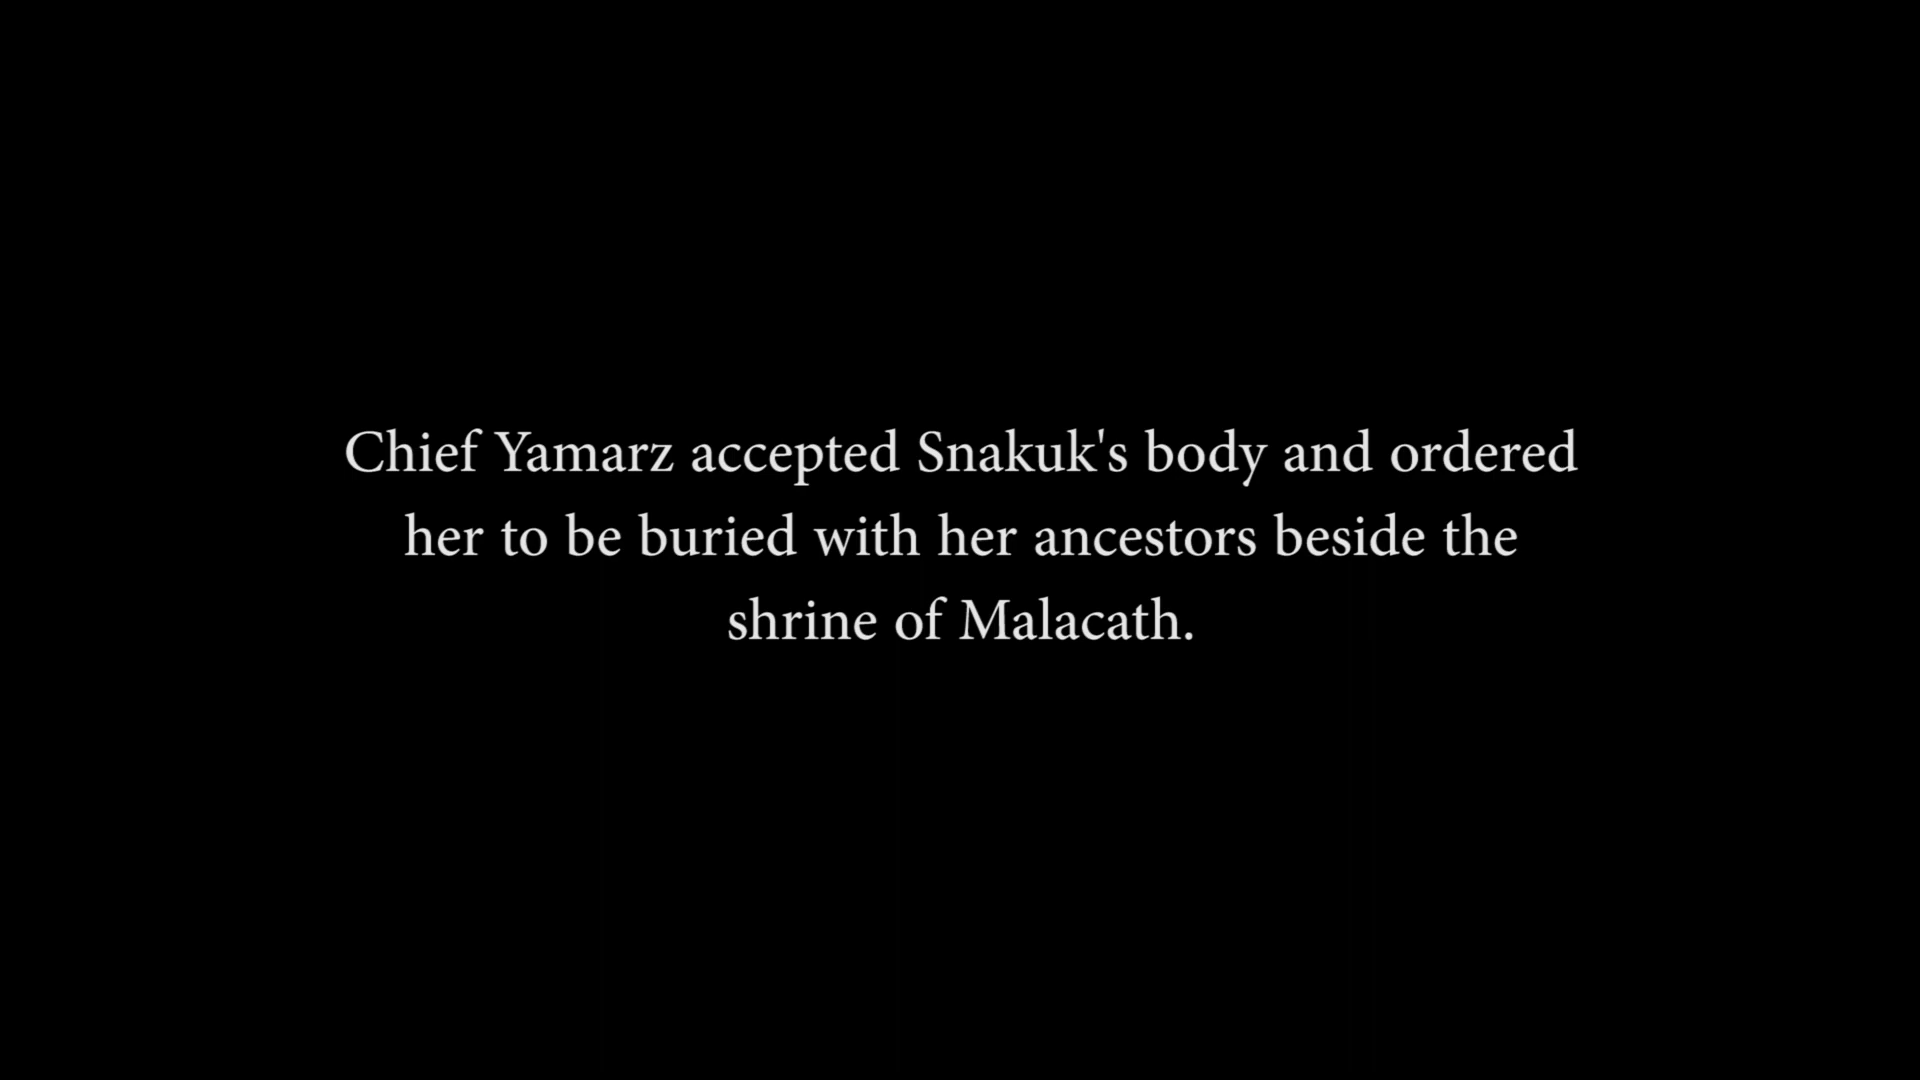 Chief Yamarz accepted Snakuk's body and ordered
her to be buried with her ancestors beside the
shrine of Malacath.